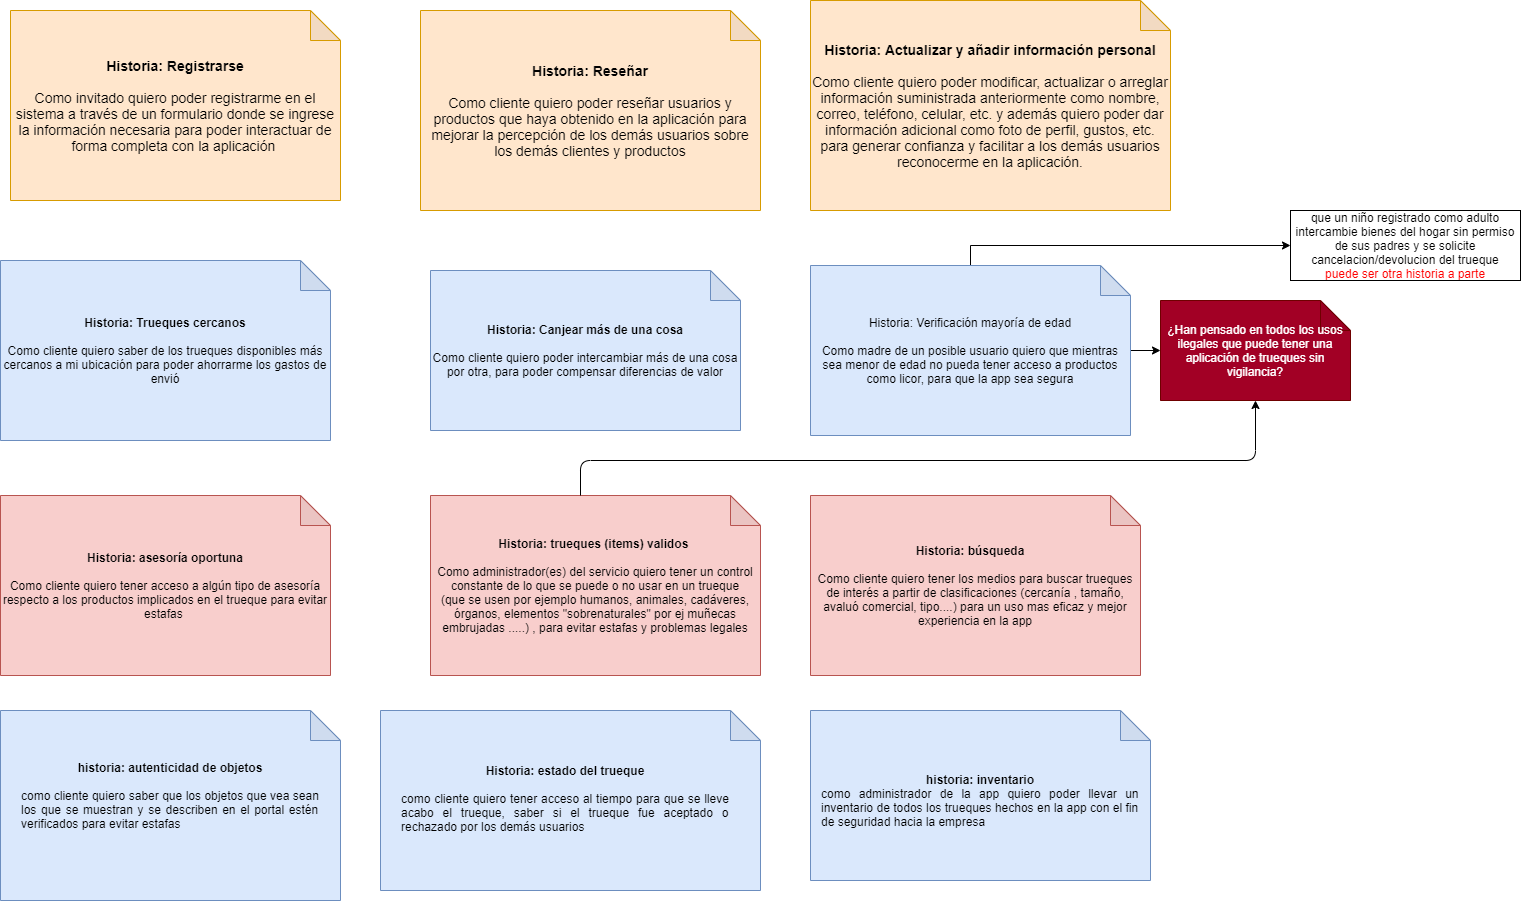 Historia: Registrarse
Como invitado quiero poder registrarme en el
sistema a través de un formulario donde se ingrese
la información necesaria para poder interactuar de
forma completa con la aplicación
Historia: Reseñar
Como cliente quiero poder reseñar usuarios y
productos que haya obtenido en la aplicación para
mejorar la percepción de los demás usuarios sobre
los demás clientes y productos
Historia: Actualizar y añadir información personal
Como cliente quiero poder modificar, actualizar o arreglar
información suministrada anteriormente como nombre,
correo, teléfono, celular, etc. y además quiero poder dar
información adicional como foto de perfil, gustos, etc.
para generar confianza y facilitar a los demás usuarios
reconocerme en la aplicación.
que un niño registrado como adulto
intercambie bienes del hogar sin permiso
de sus padres y se solicite
cancelacion/devolucion del trueque
puede ser otra historia a parte
Historia: Trueques cercanos
Como cliente quiero saber de los trueques disponibles más
cercanos a mi ubicación para poder ahorrarme los gastos de
envió
Historia: Canjear más de una cosa
Como cliente quiero poder intercambiar más de una cosa
por otra, para poder compensar diferencias de valor
Historia: Verificación mayoría de edad
Como madre de un posible usuario quiero que mientras
sea menor de edad no pueda tener acceso a productos
como licor, para que la app sea segura
¿Han pensado en todos los usos
ilegales que puede tener una
aplicación de trueques sin
vigilancia?
Historia: asesoría oportuna
Como cliente quiero tener acceso a algún tipo de asesoría
respecto a los productos implicados en el trueque para evitar
estafas
Historia: trueques (items) validos
Como administrador(es) del servicio quiero tener un control
constante de lo que se puede o no usar en un trueque
(que se usen por ejemplo humanos, animales, cadáveres,
órganos, elementos "sobrenaturales" por ej muñecas
embrujadas .....) , para evitar estafas y problemas legales
Historia: búsqueda
Como cliente quiero tener los medios para buscar trueques
de interés a partir de clasificaciones (cercanía , tamaño,
avaluó comercial, tipo....) para un uso mas eficaz y mejor
experiencia en la app
historia: autenticidad de objetos
como cliente quiero saber que los objetos que vea sean
los que se muestran y se describen en el portal estén
verificados para evitar estafas
Historia: estado del trueque
como cliente quiero tener acceso al tiempo para que se lleve
acabo el trueque, saber si el trueque fue aceptado o
rechazado por los demás usuarios
historia: inventario
como administrador de la app quiero poder llevar un
inventario de todos los trueques hechos en la app con el fin
de seguridad hacia la empresa